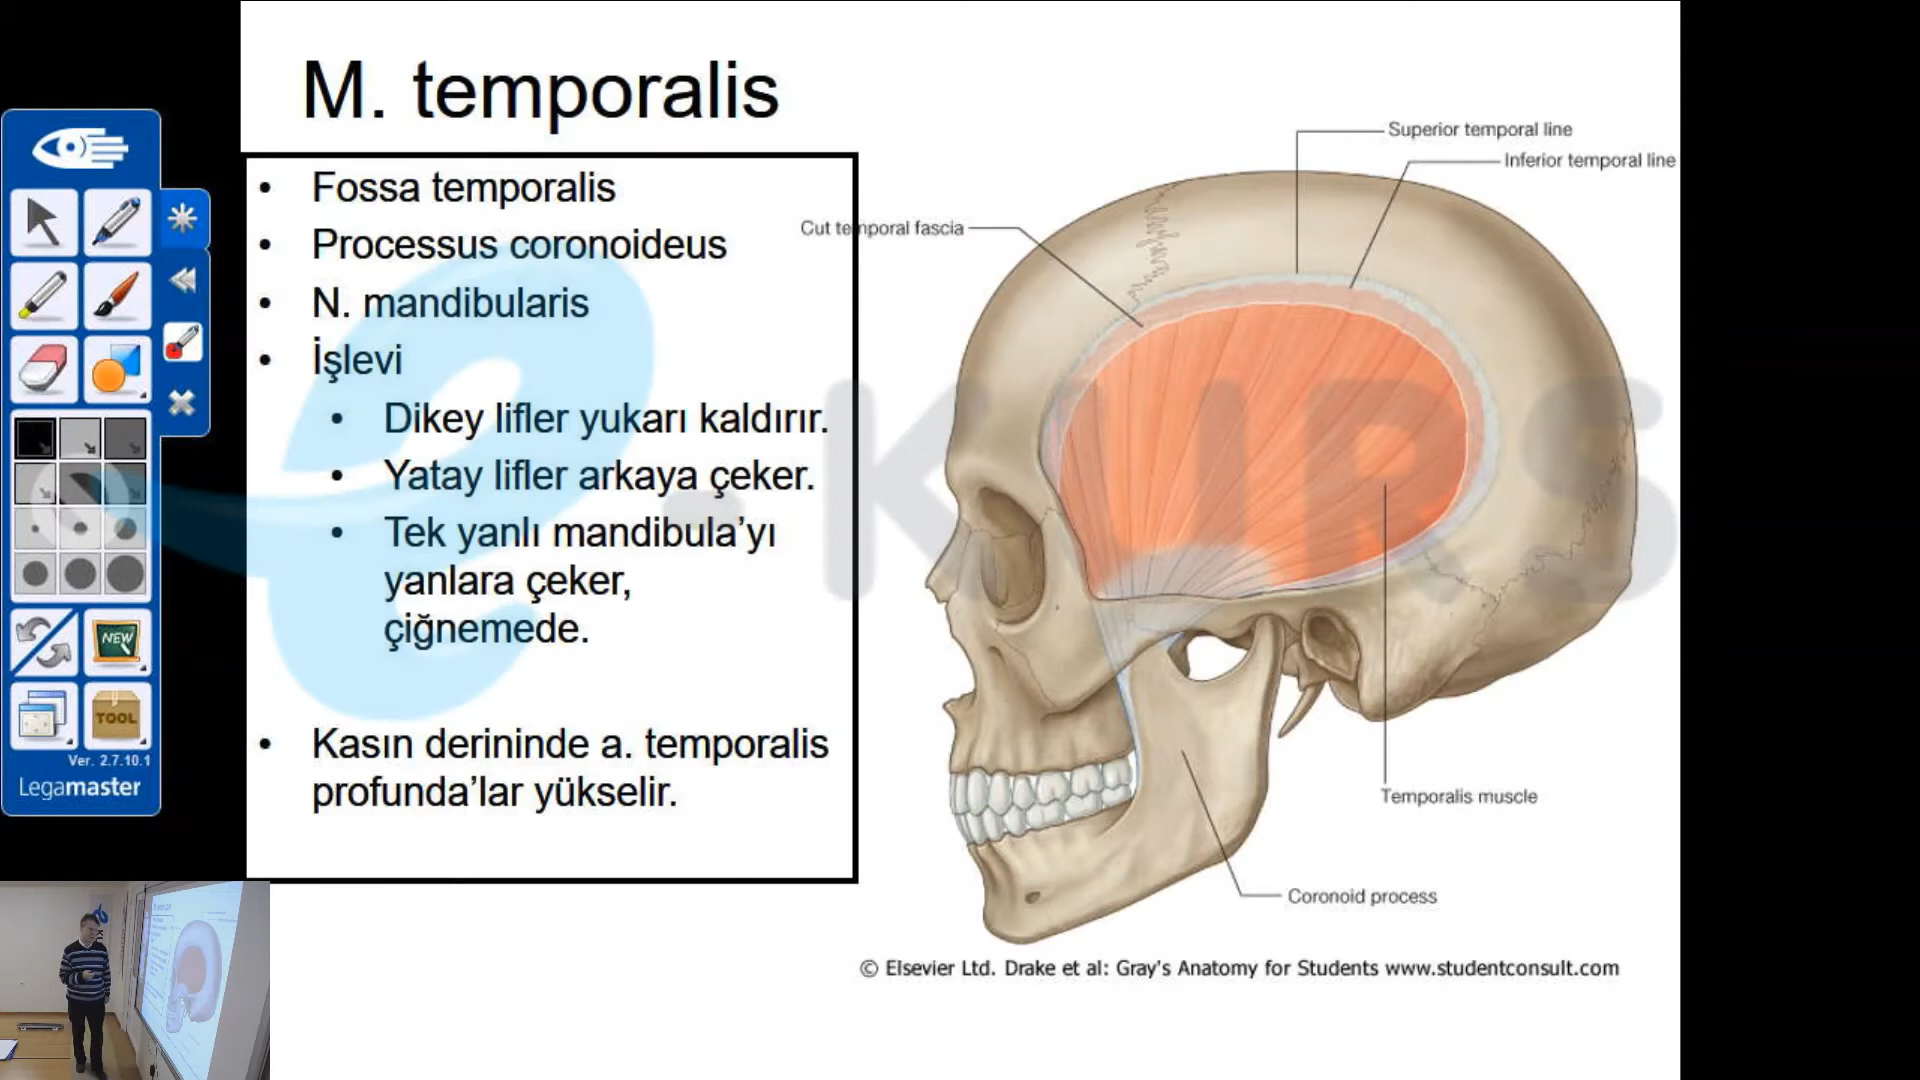 M. temporalis
• Fossa temporalis
• Processus coronoideus
• N. mandibularis
• İşlevi
• Dikey lifler yukarı kaldırır.
• Yatay lifler arkaya çeker.
• Tek yanlı mandibula’yı
yanlara çeker,
çiğnemede.
• Kasın derininde a. temporalis
profunda’lar yükselir.
Superior temporal line
Inferior temporal line
Cut temporal fascia
Temporalis muscle
Coronoid process
© Elsevier Ltd. Drake et al: Gray's Anatomy for Students www.studentconsult.com
e.KURS
NEW
TOOL
Ver. 2.7.10.1
Legamaster